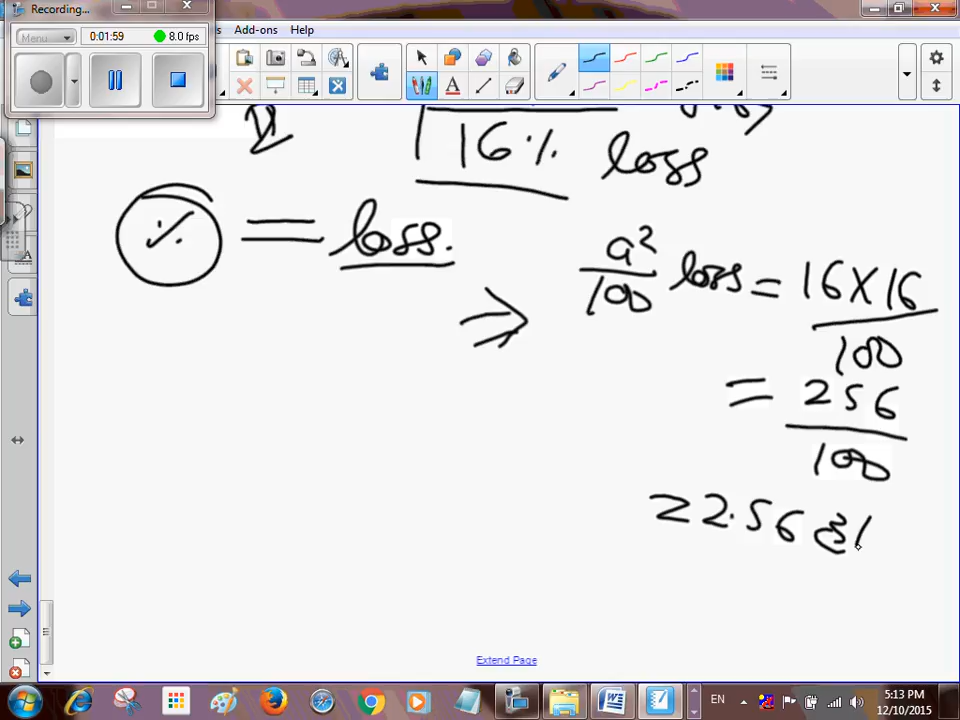 Recording...
Menu
0:01:59
8.0 fps
Add-ons Help
16% loss
% = loss.
⇒ a²/100 loss = 16 X 16/100
= 256/100
= 2.56
Extend Page
EN
5:13 PM
12/10/2015